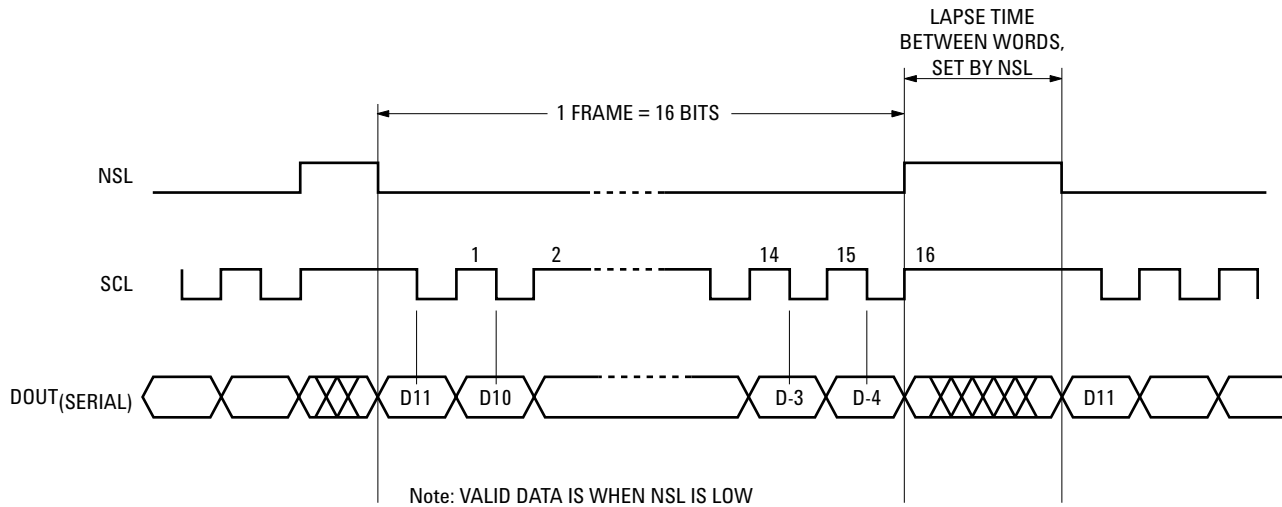 LAPSE TIME
BETWEEN WORDS,
SET BY NSL
1 FRAME = 16 BITS
NSL
1 2 14 15 16
SCL
DOUT(SERIAL) D11 D10 D-3 D-4 D11
Note: VALID DATA IS WHEN NSL IS LOW